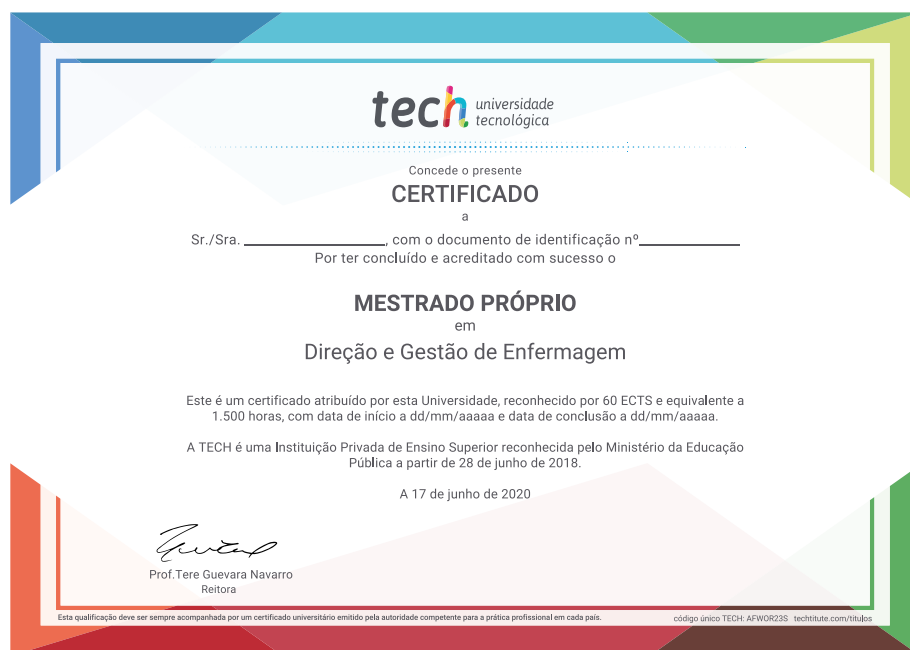 tech universidade
tecnológica
Concede o presente
CERTIFICADO
a
Sr./Sra. ________________, com o documento de identificação nº____________
Por ter concluído e acreditado com sucesso o
MESTRADO PRÓPRIO
em
Direção e Gestão de Enfermagem
Este é um certificado atribuído por esta Universidade, reconhecido por 60 ECTS e equivalente a
1.500 horas, com data de início a dd/mm/aaaaa e data de conclusão a dd/mm/aaaaa.
A TECH é uma Instituição Privada de Ensino Superior reconhecida pelo Ministério da Educação
Pública a partir de 28 de junho de 2018.
A 17 de junho de 2020
Prof.Tere Guevara Navarro
Reitora
Esta qualificação deve ser sempre acompanhada por um certificado universitário emitido pela autoridade competente para a prática profissional em cada país.
código único TECH: AFWOR23S techtitute.com/titulos